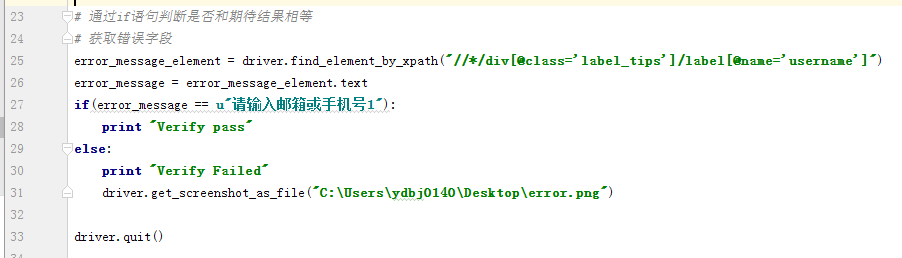 23 # 通过if语句判断是否和期待结果相等
24 # 获取错误字段
25 error_message_element = driver.find_element_by_xpath("//*/div[@class='label_tips']/label[@name='username']")
26 error_message = error_message_element.text
27 if(error_message == u"请输入邮箱或手机号1"):
28     print "Verify pass"
29 else:
30     print "Verify Failed"
31     driver.get_screenshot_as_file("C:\Users\ydbj0140\Desktop\error.png")
32
33 driver.quit()